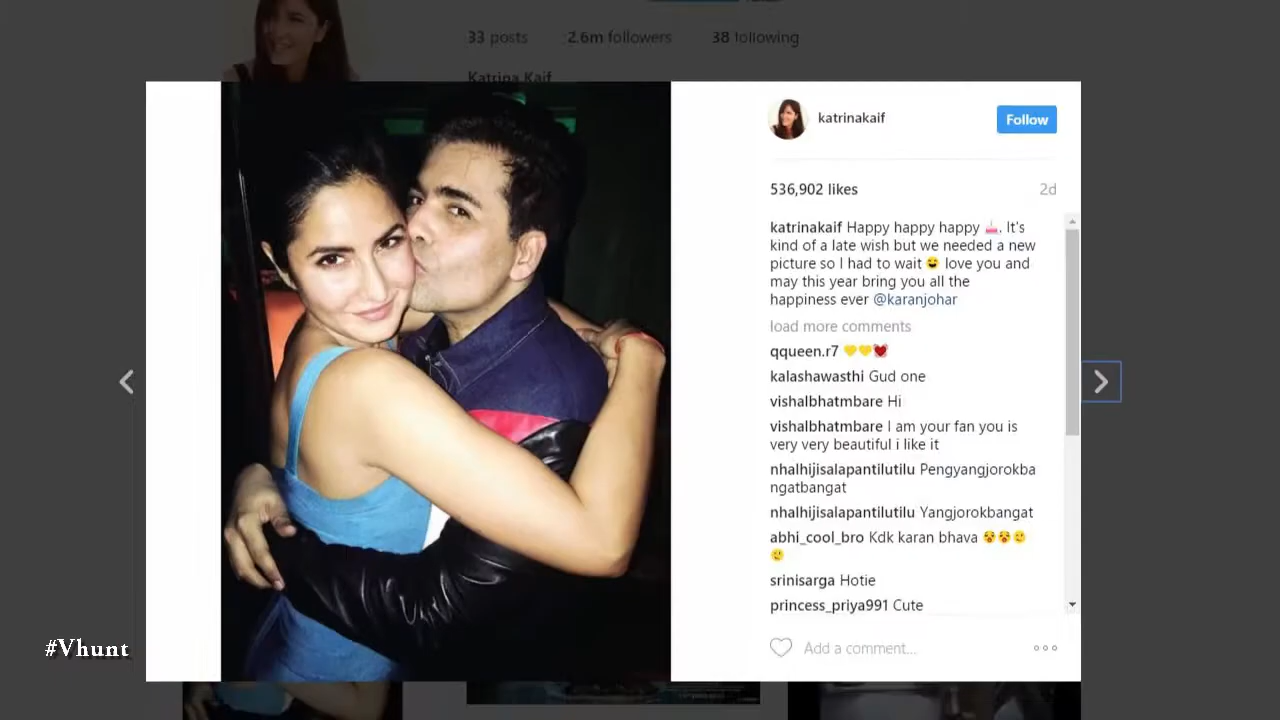 33 posts 2.6m followers 38 following
Katrina Kaif
katrinakaif
Follow
536,902 likes 2d
katrinakaif Happy happy happy 🎂. It's
kind of a late wish but we needed a new
picture so I had to wait 😄 love you and
may this year bring you all the
happiness ever @karanjohar
load more comments
qqueen.r7 💛💛💓
kalashawasthi Gud one
vishalbhatmbare Hi
vishalbhatmbare I am your fan you is
very very beautiful i like it
nhalhijisalapantilutilu Pengyangjorokba
ngatbangat
nhalhijisalapantilutilu Yangjorokbangat
abhi_cool_bro Kdk karan bhava 😵😵🙂
🙂
srinisarga Hotie
princess_priya991 Cute
Add a comment...
#Vhunt